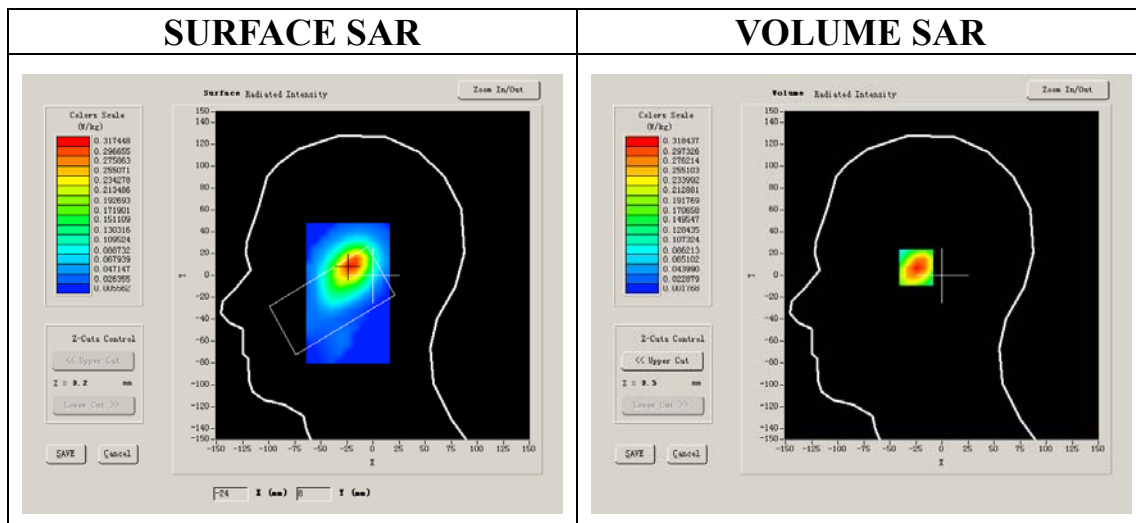 SURFACE SAR
VOLUME SAR
Surface Radiated Intensity
Zoom In/Out
Colors Scale
(W/kg)
0.317448
0.296655
0.275863
0.255071
0.234278
0.213486
0.192693
0.171901
0.151109
0.130316
0.109524
0.088732
0.067939
0.047147
0.026355
0.005562
150
140
120
100
80
60
40
20
0
-20
-40
-60
-80
-100
-120
-140
-150
Y
-150 -125 -100 -75 -50 -25 0 25 50 75 100 125 150
X
Z-Cuts Control
<< Upper Cut
Z = 9.2 mm
Lower Cut >>
SAVE
Cancel
-24 X (mm) 8 Y (mm)
Volume Radiated Intensity
Zoom In/Out
Colors Scale
(W/kg)
0.318437
0.297326
0.276214
0.255103
0.233992
0.212881
0.191769
0.170658
0.149547
0.128435
0.107324
0.086213
0.065102
0.043990
0.022879
0.001768
150
140
120
100
80
60
40
20
0
-20
-40
-60
-80
-100
-120
-140
-150
Y
-150 -125 -100 -75 -50 -25 0 25 50 75 100 125 150
X
Z-Cuts Control
<< Upper Cut
Z = 9.5 mm
Lower Cut >>
SAVE
Cancel